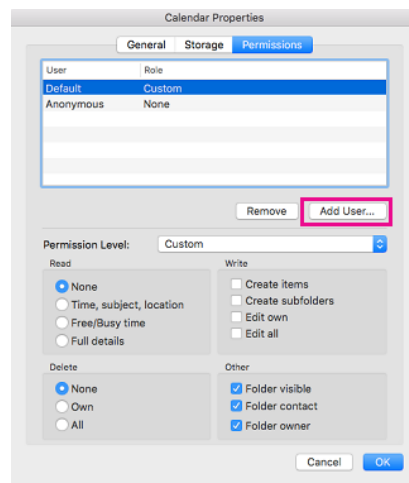 Calendar Properties
General Storage Permissions
User Role
Default Custom
Anonymous None
Remove Add User...
Permission Level: Custom
Read Write
None Create items
Time, subject, location Create subfolders
Free/Busy time Edit own
Full details Edit all
Delete Other
None Folder visible
Own Folder contact
All Folder owner
Cancel OK